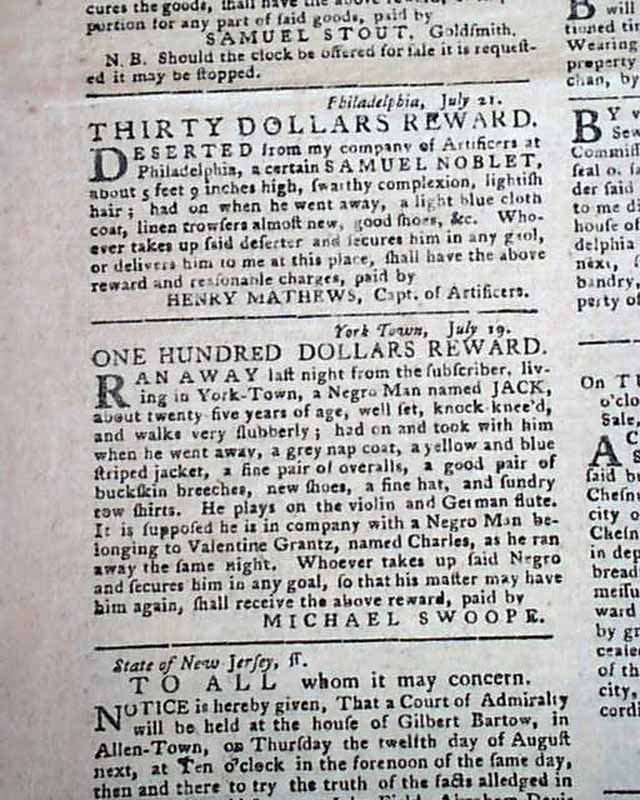 cures the goods, ſhall have the above reward, or in pro-
portion for any part of ſaid goods, paid by
SAMUEL STOUT, Goldſmith.
N. B. Should the clock be offered for ſale it is requeſt-
ed it may be ſtopped.
Philadelphia, July 21.
THIRTY DOLLARS REWARD.
DESERTED from my company of Artificers at
Philadelphia, a certain SAMUEL NOBLET,
about 5 feet 9 inches high, ſwarthy complexion, lightiſh
hair; had on when he went away, a light blue cloth
coat, linen trowſers almoſt new, good ſhoes, &c. Who-
ever takes up ſaid deſerter and ſecures him in any gaol,
or delivers him to me at this place, ſhall have the above
reward and reaſonable charges, paid by
HENRY MATHEWS, Capt. of Artificers.
York Town, July 19.
ONE HUNDRED DOLLARS REWARD.
RAN AWAY laſt night from the ſubſcriber, liv-
ing in York-Town, a Negro Man named JACK,
about twenty-five years of age, well ſet, knock-knee'd,
and walks very ſlubberly; had on and took with him
when he went away, a grey nap coat, a yellow and blue
ſtriped jacket, a fine pair of overalls, a good pair of
buckſkin breeches, new ſhoes, a fine hat, and ſundry
tow ſhirts. He plays on the violin and German flute.
It is ſuppoſed he is in company with a Negro Man be-
longing to Valentine Grantz, named Charles, as he ran
away the ſame night. Whoever takes up ſaid Negro
and ſecures him in any goal, ſo that his maſter may have
him again, ſhall receive the above reward, paid by
MICHAEL SWOOPE.
State of New Jerſey, ſſ.
TO ALL whom it may concern.
NOTICE is hereby given, That a Court of Admiralty
will be held at the houſe of Gilbert Bartow, in
Allen-Town, on Thurſday the twelfth day of Auguſt
next, at Ten o'clock in the forenoon of the ſame day,
then and there to try the truth of the facts alledged in
B
will
tioned
Wearing
property
chan, by
BY v
Sew
Commiſſ
ſeal o. ſa
der ſaid
to me di
houſe of
delphia
next, ſ
bandry,
perty of
On T
o'clo
Sale,
A C
S
ſaid bu
Cheſnu
city o
Cheſn
in dep
bread
meiſu
ward
by gr
cealed
of th
city,
cordi